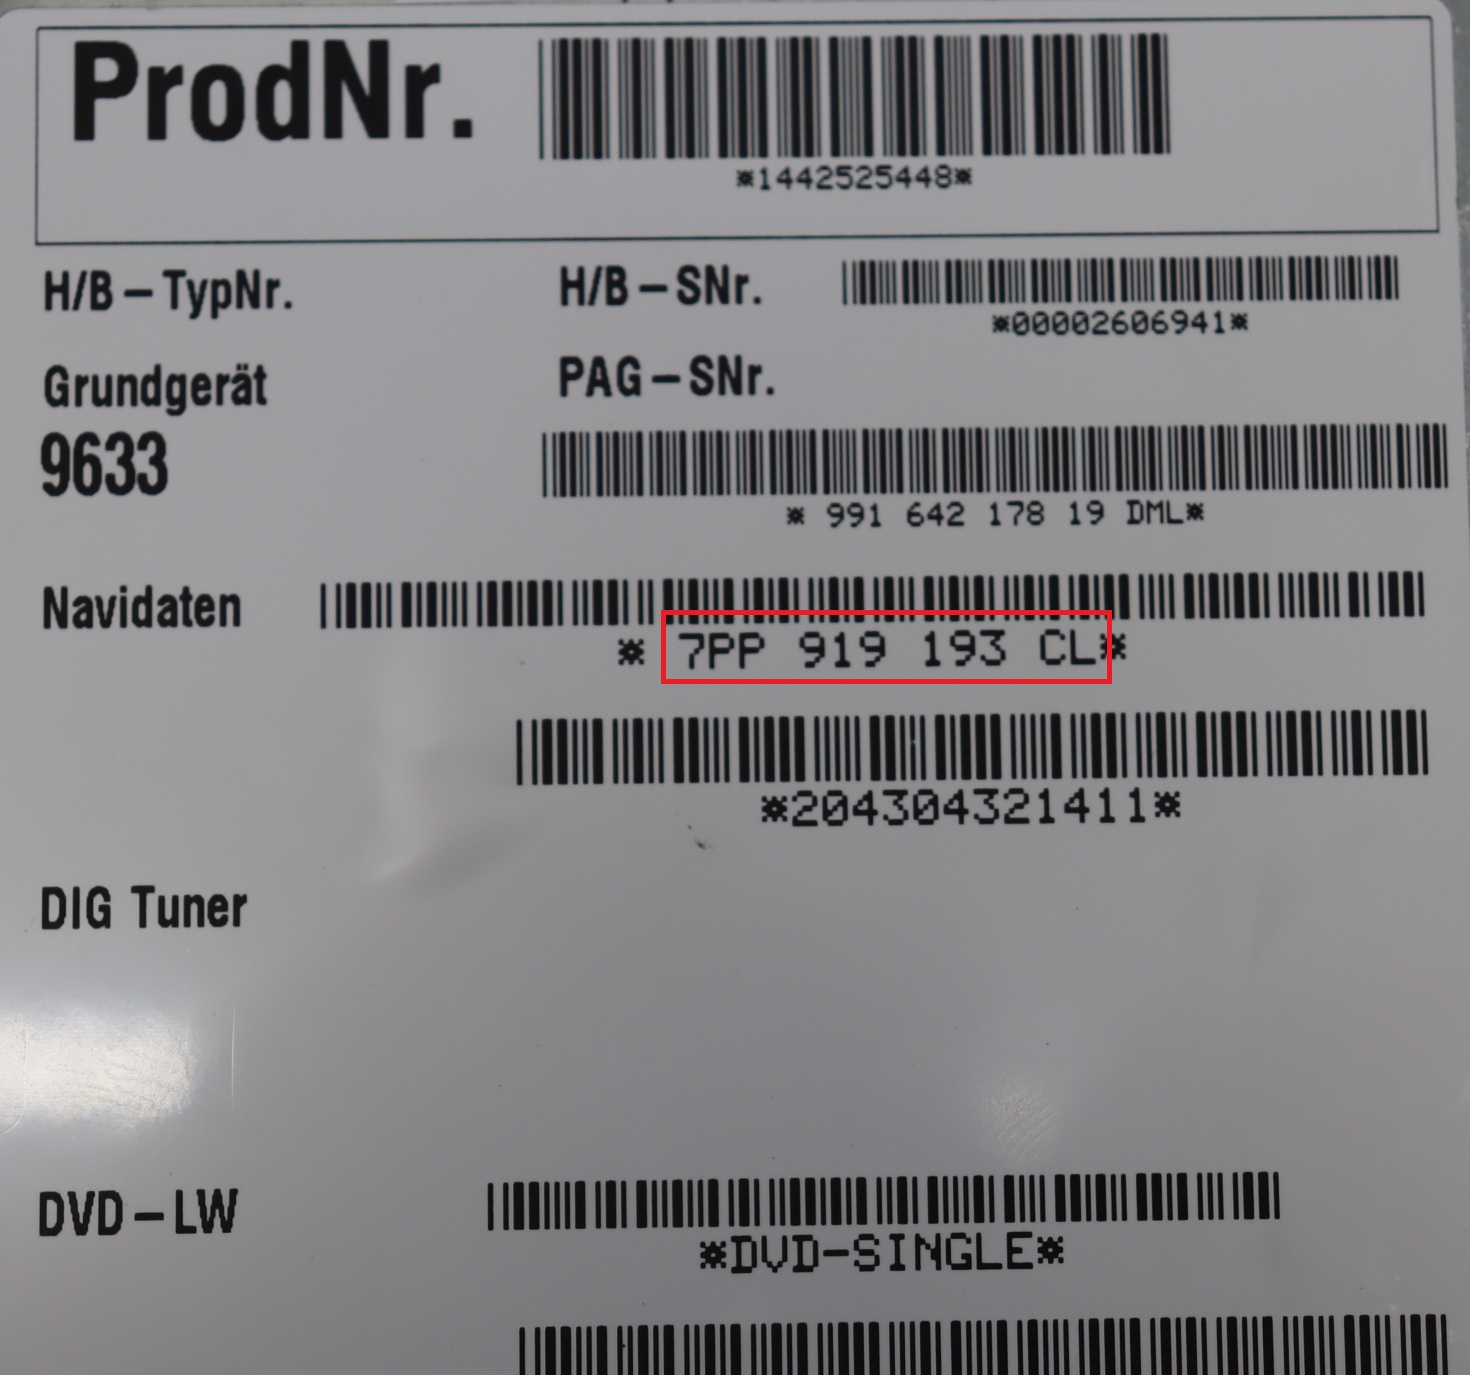 ProdNr.
*1442525448*
H/B-TypNr.
H/B-SNr.
*00002606941*
Grundgerät
PAG-SNr.
9633
* 991 642 178 19 DML*
Navidaten
* 7PP 919 193 CL*
*204304321411*
DIG Tuner
DVD-LW
*DVD-SINGLE*